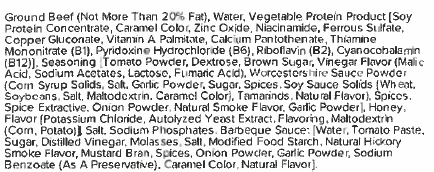 Ground Beef (Not More Than 20% Fat), Water, Vegetable Protein Product [Soy
Protein Concentrate, Caramel Color, Zinc Oxide, Niacinamide, Ferrous Sulfate,
Copper Gluconate, Vitamin A Palmitate, Calcium Pantothenate, Thiamine
Mononitrate (B1), Pyridoxine Hydrochloride (B6), Riboflavin (B2), Cyanocobalamin
(B12)]. Seasoning [Tomato Powder, Dextrose, Brown Sugar, Vinegar Flavor (Malic
Acid, Sodium Acetates, Lactose, Fumaric Acid), Worcestershire Sauce Powder
(Corn Syrup Solids, Salt, Garlic Powder, Sugar, Spices, Soy Sauce Solids (Wheat,
Soybeans, Salt, Maltodextrin, Caramel Color], Tamarinds, Natural Flavor), Spices,
Spice Extractive, Onion Powder, Natural Smoke Flavor, Garlic Powder], Honey,
Flavor (Potassium Chloride, Autolyzed Yeast Extract, Flavoring, Maltodextrin
(Corn, Potato)], Salt, Sodium Phosphates. Barbeque Sauce: [Water, Tomato Paste,
Sugar, Distilled Vinegar, Molasses, Salt, Modified Food Starch, Natural Hickory
Smoke Flavor, Mustard Bran, Spices, Onion Powder, Garlic Powder, Sodium
Benzoate (As A Preservative), Caramel Color, Natural Flavor].